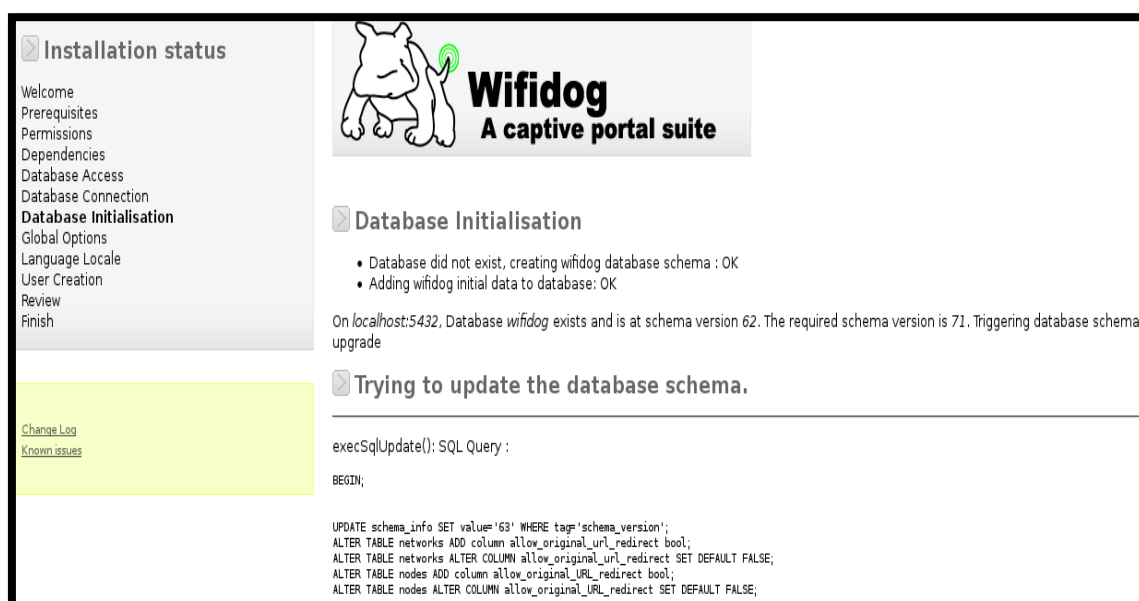 Installation status
Welcome
Prerequisites
Permissions
Dependencies
Database Access
Database Connection
Database Initialisation
Global Options
Language Locale
User Creation
Review
Finish
Change Log
Known issues
Wifidog
A captive portal suite
Database Initialisation
• Database did not exist, creating wifidog database schema : OK
• Adding wifidog initial data to database: OK
On localhost:5432, Database wifidog exists and is at schema version 62. The required schema version is 71. Triggering database schema
upgrade
Trying to update the database schema.
execSqlUpdate(): SQL Query :
BEGIN;
UPDATE schema_info SET value='63' WHERE tag='schema_version';
ALTER TABLE networks ADD column allow_original_url_redirect bool;
ALTER TABLE networks ALTER COLUMN allow_original_url_redirect SET DEFAULT FALSE;
ALTER TABLE nodes ADD column allow_original_URL_redirect bool;
ALTER TABLE nodes ALTER COLUMN allow_original_URL_redirect SET DEFAULT FALSE;